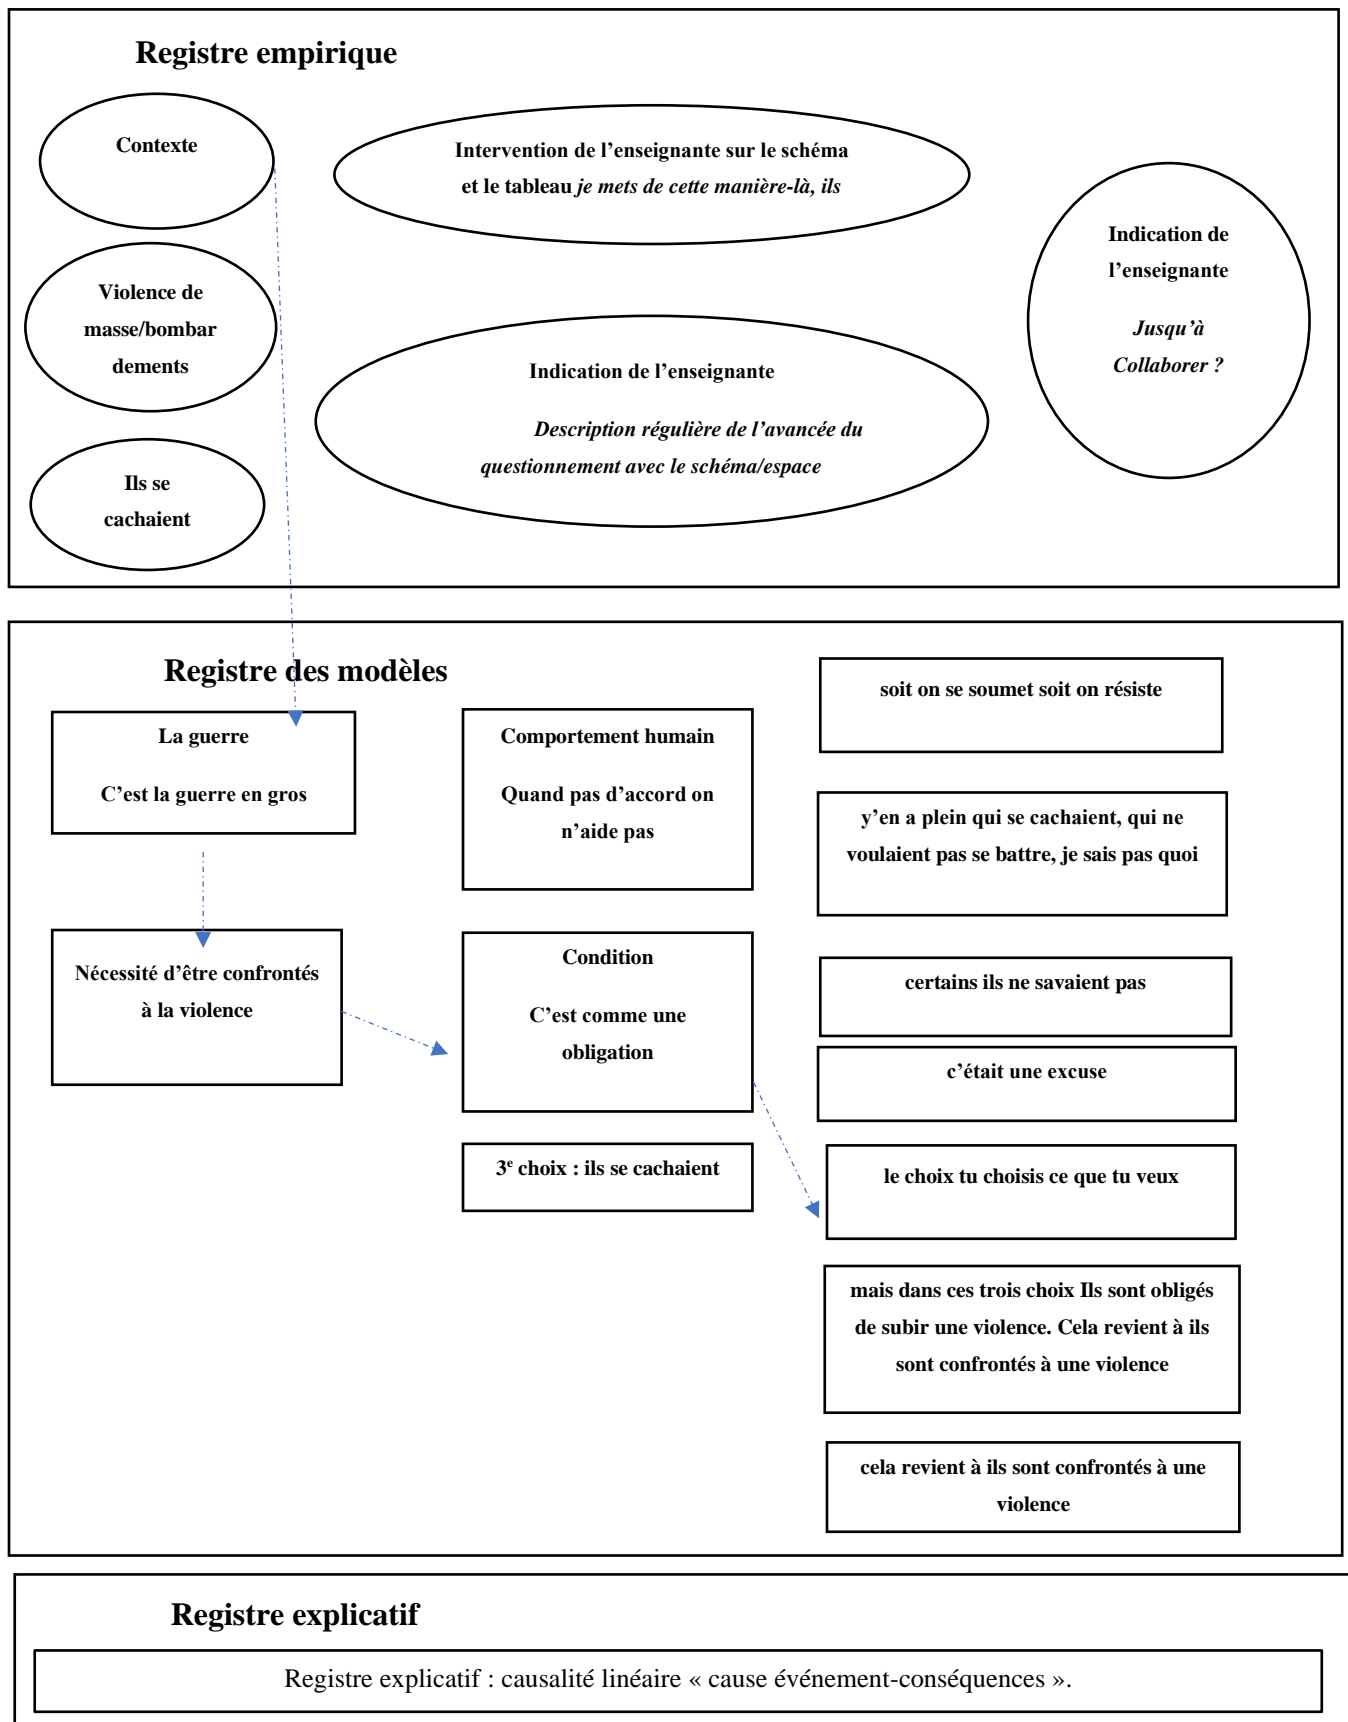 Registre empirique
Contexte
Intervention de l'enseignante sur le schéma
et le tableau je mets de cette manière-là, ils
Indication de
l'enseignante
Jusqu'à
Collaborer ?
Violence de
masse/bombar
dements
Indication de l'enseignante
Description régulière de l'avancée du
questionnement avec le schéma/espace
Ils se
cachaient
Registre des modèles
La guerre
C'est la guerre en gros
Comportement humain
Quand pas d'accord on
n'aide pas
soit on se soumet soit on résiste
y'en a plein qui se cachaient, qui ne
voulaient pas se battre, je sais pas quoi
Nécessité d'être confrontés
à la violence
Condition
C'est comme une
obligation
certains ils ne savaient pas
c'était une excuse
3e choix : ils se cachaient
le choix tu choisis ce que tu veux
mais dans ces trois choix Ils sont obligés
de subir une violence. Cela revient à ils
sont confrontés à une violence
cela revient à ils sont confrontés à une
violence
Registre explicatif
Registre explicatif : causalité linéaire « cause événement-conséquences ».